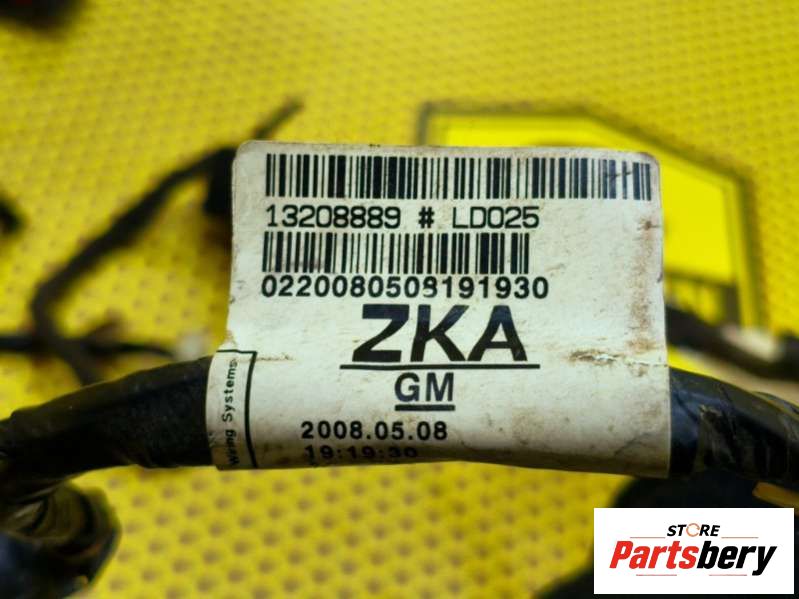 13208889 # LD025
0220080508191930
ZKA
GM
2008.05.08
19:19:30
Wiring Systems
STORE
Partsbery